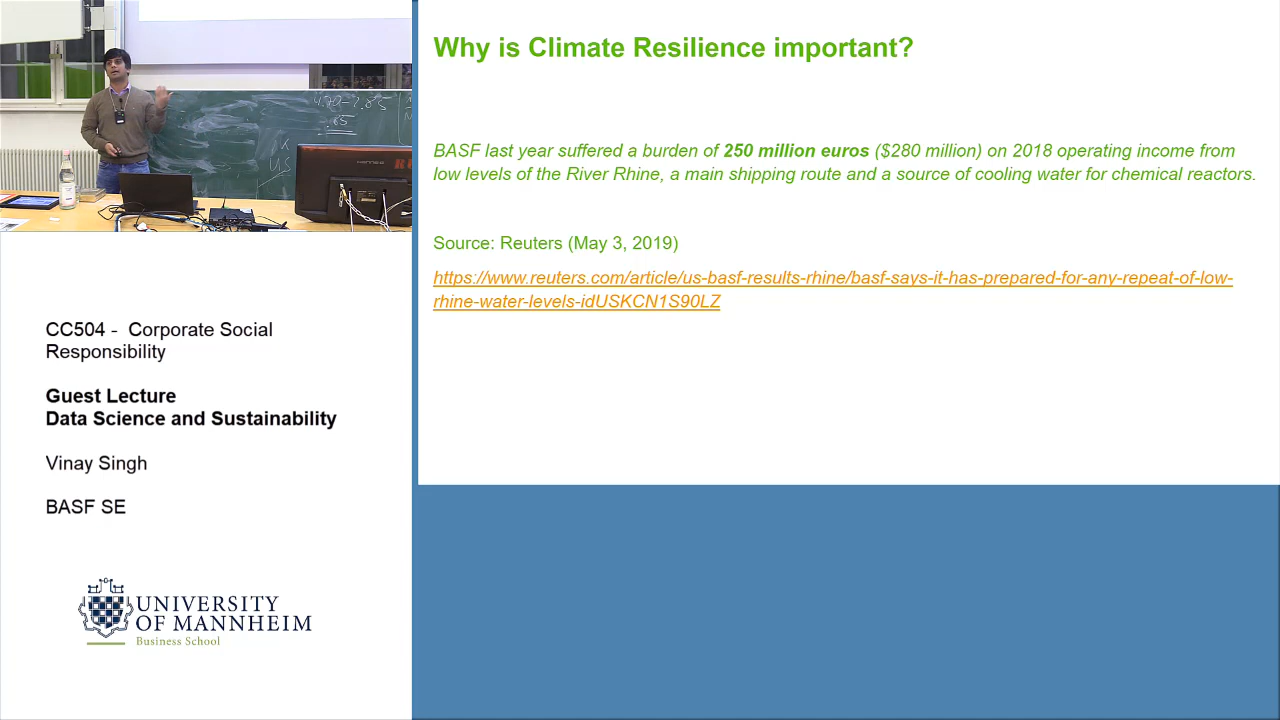 Why is Climate Resilience important?
BASF last year suffered a burden of 250 million euros ($280 million) on 2018 operating income from
low levels of the River Rhine, a main shipping route and a source of cooling water for chemical reactors.
Source: Reuters (May 3, 2019)
https://www.reuters.com/article/us-basf-results-rhine/basf-says-it-has-prepared-for-any-repeat-of-low-
rhine-water-levels-idUSKCN1S90LZ
CC504 - Corporate Social
Responsibility
Guest Lecture
Data Science and Sustainability
Vinay Singh
BASF SE
UNIVERSITY
OF MANNHEIM
Business School